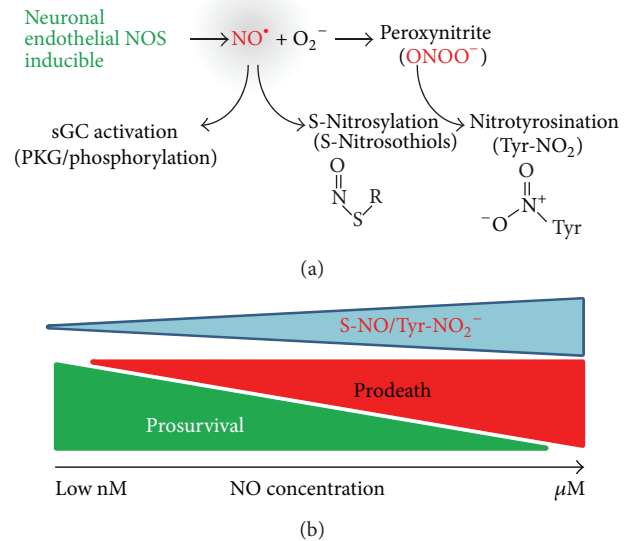 Neuronal
endothelial NOS
inducible
NO• + O₂⁻
Peroxynitrite
(ONOO⁻)
sGC activation
(PKG/phosphorylation)
S-Nitrosylation
(S-Nitrosothiols)
Nitrotyrosination
(Tyr-NO₂)
O
N
S
R
O
N⁺
⁻O
Tyr
(a)
S-NO/Tyr-NO₂⁻
Prodeath
Prosurvival
Low nM NO concentration μM
(b)